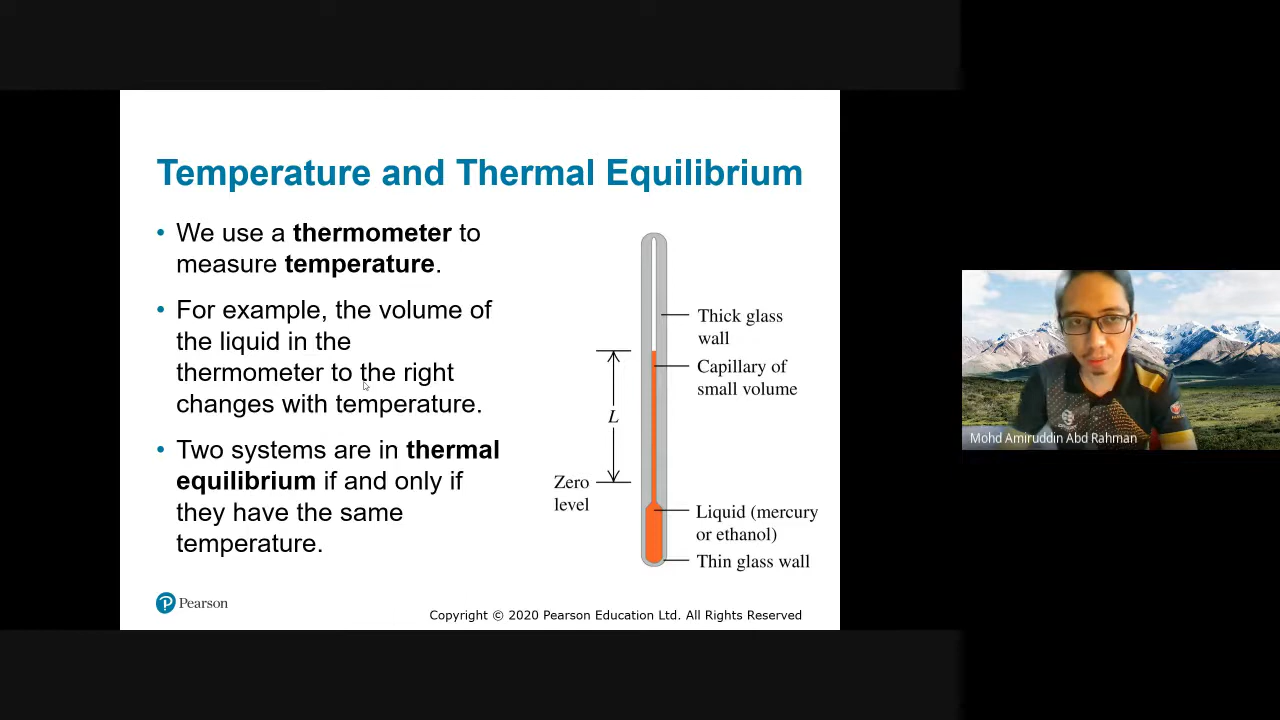 Temperature and Thermal Equilibrium
• We use a thermometer to
measure temperature.
• For example, the volume of
the liquid in the
thermometer to the right
changes with temperature.
• Two systems are in thermal
equilibrium if and only if
they have the same
temperature.
Thick glass
wall
Capillary of
small volume
L
Zero
level
Liquid (mercury
or ethanol)
Thin glass wall
P Pearson
Copyright © 2020 Pearson Education Ltd. All Rights Reserved
Mohd Amiruddin Abd Rahman